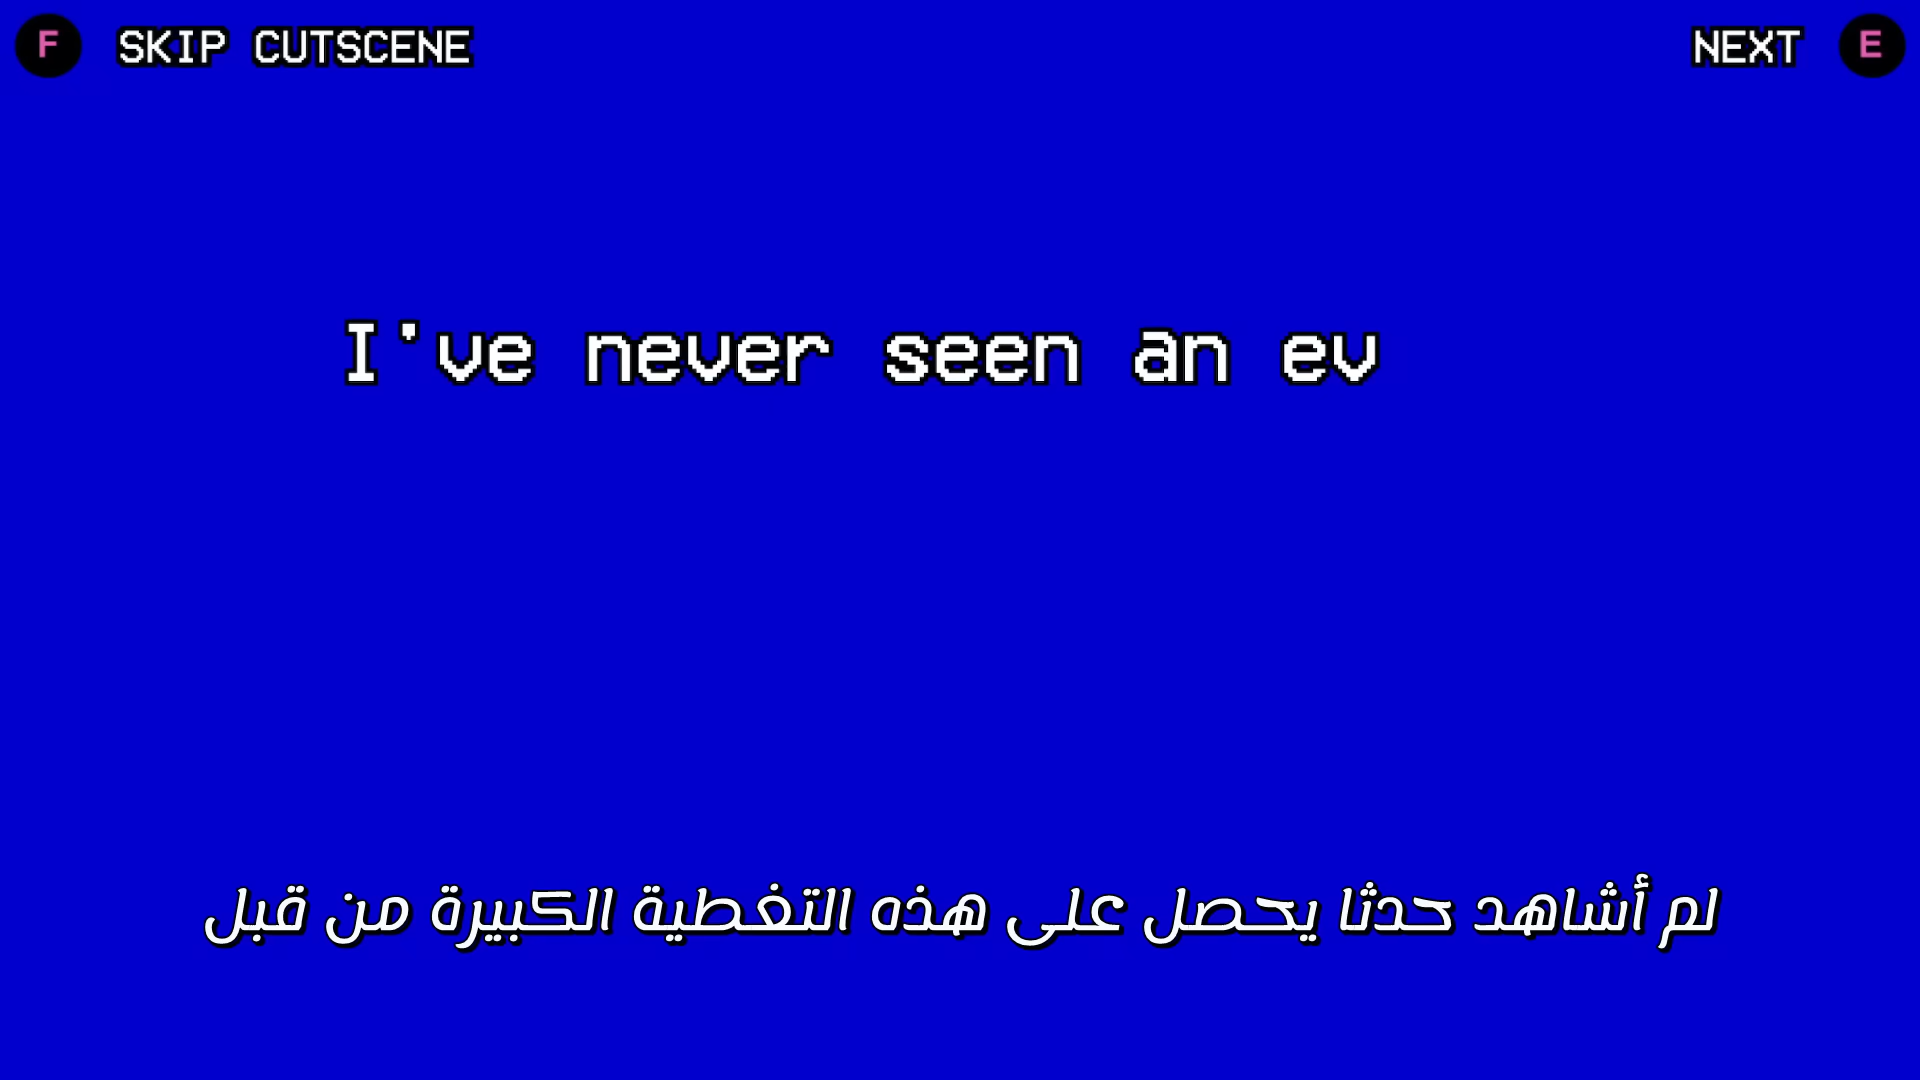 F SKIP CUTSCENE
NEXT E
I've never seen an ev
لم أشاهد حدثا يحصل على هذه التغطية الكبيرة من قبل